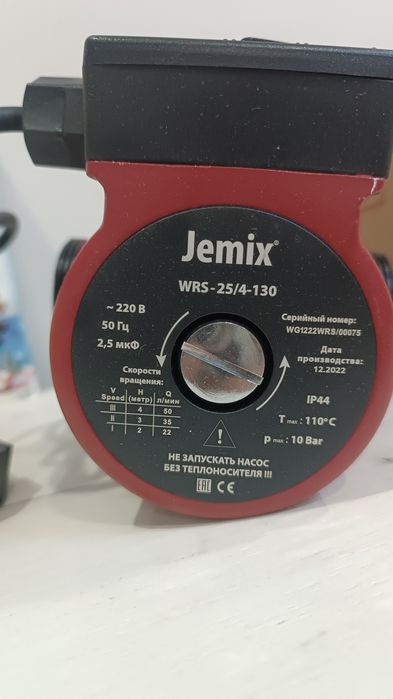 Jemix®
WRS-25/4-130
~ 220 В
50 Гц
2,5 мкФ
Скорости
вращения:
V Speed H (метр) Q л/мин
III 4 50
II 3 35
I 2 22
Серийный номер:
WG1222WRS/00075
Дата
производства:
12.2022
IP44
T max : 110°C
P max : 10 Bar
НЕ ЗАПУСКАТЬ НАСОС
БЕЗ ТЕПЛОНОСИТЕЛЯ !!!
EAC CE